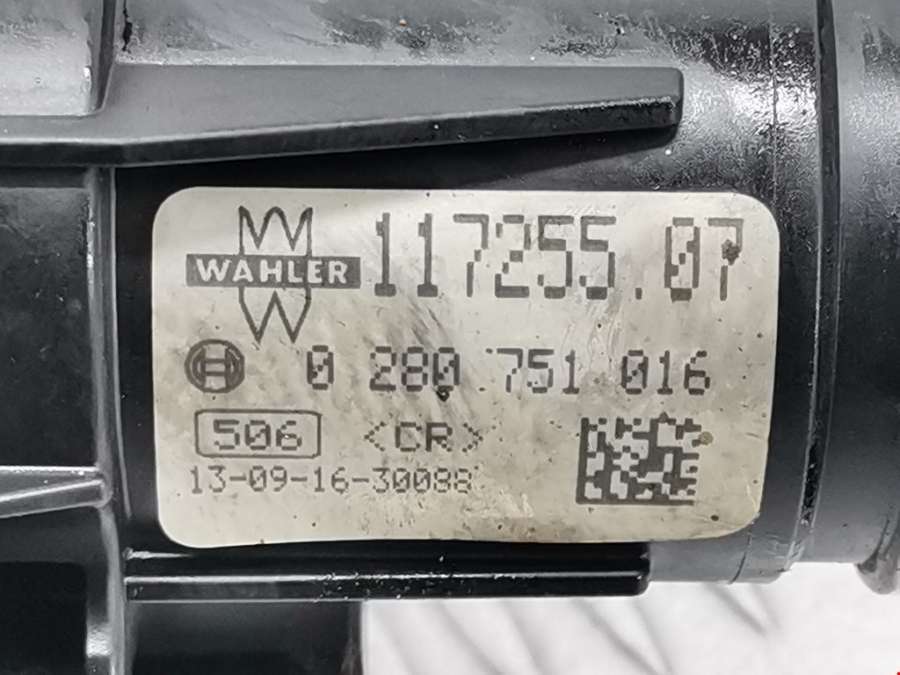 WAHLER 117255.07
0 280 751 016
506 <CR>
13-09-16-30088